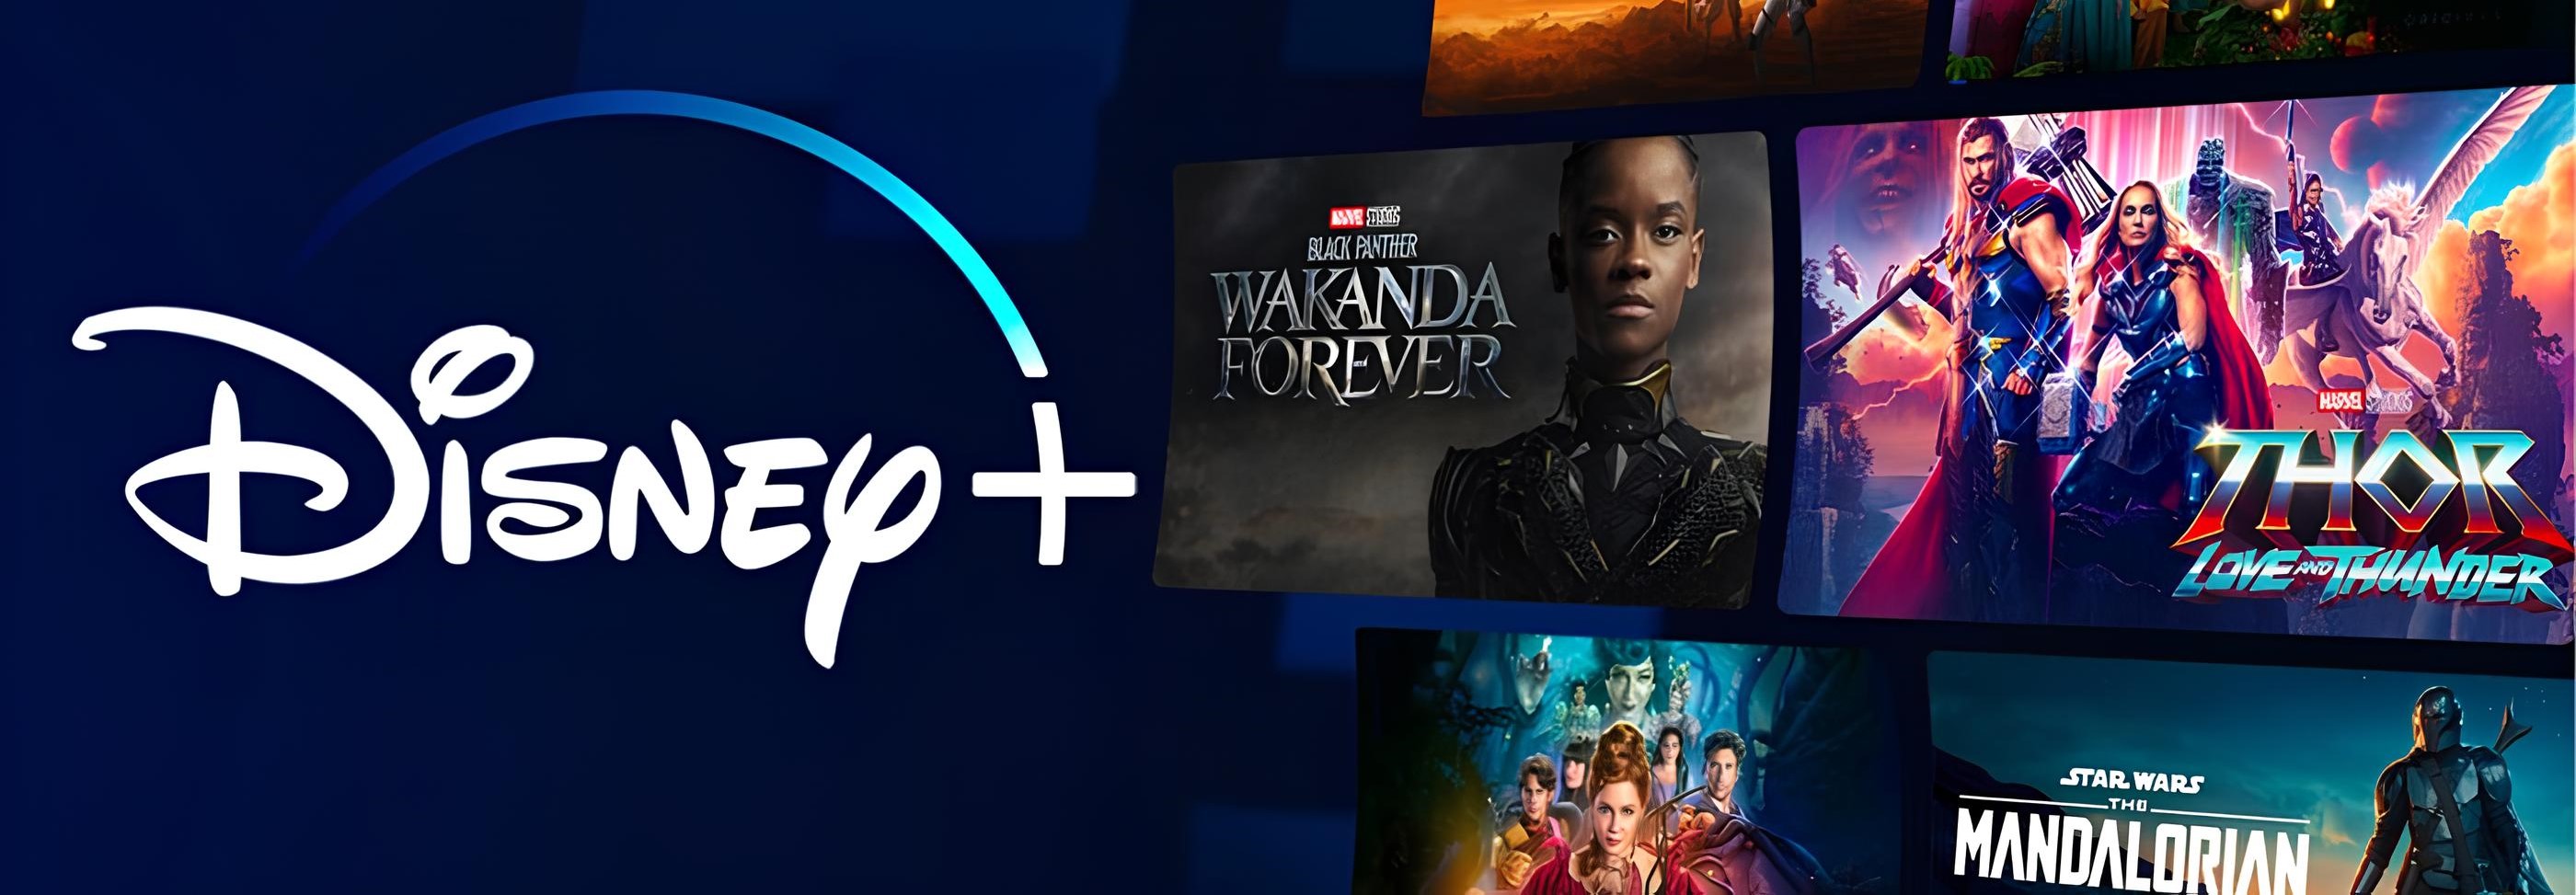 Disney+
MARVEL STUDIOS
BLACK PANTHER
WAKANDA
FOREVER
MARVEL STUDIOS
THOR
LOVE AND THUNDER
STAR WARS
THE
MANDALORIAN